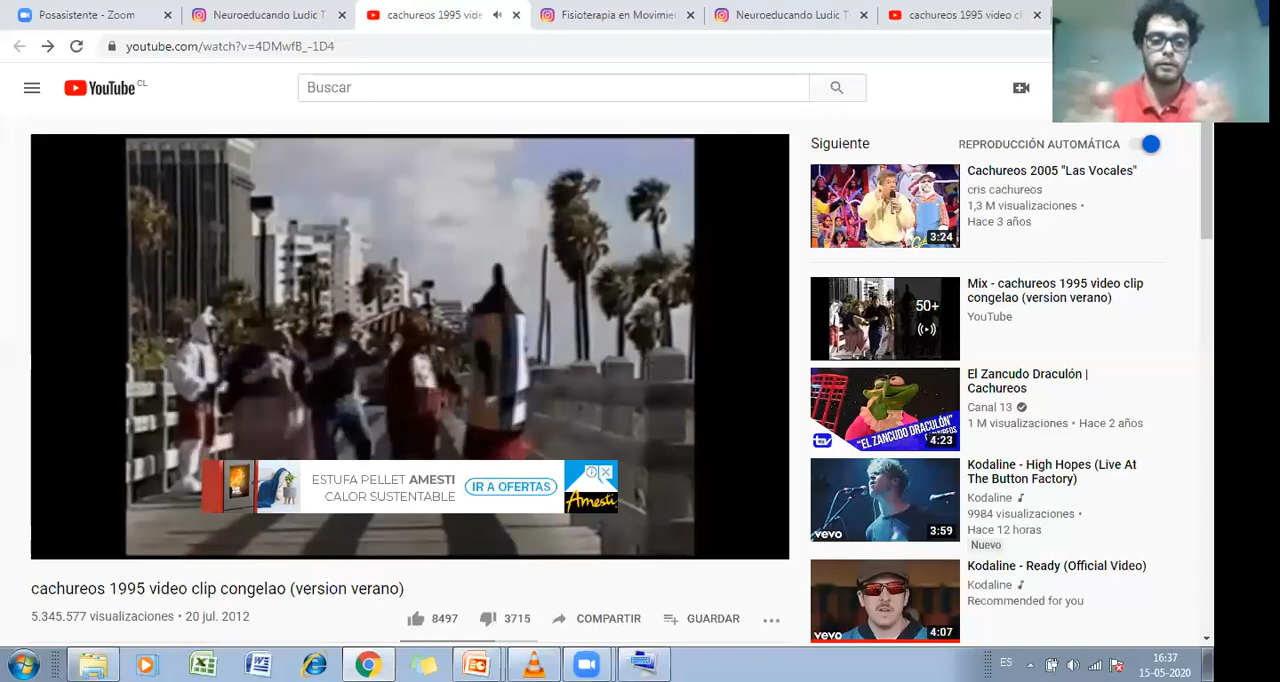 Posasistente - Zoom
Neuroeducando Ludic T
cachureos 1995 vide
Fisioterapia en Movimie
Neuroeducando Ludic T
cachureos 1995 video cl
youtube.com/watch?v=4DMwfB_-1D4
YouTube CL
Buscar
Siguiente
REPRODUCCIÓN AUTOMÁTICA
Cachureos 2005 "Las Vocales"
cris cachureos
1,3 M visualizaciones •
Hace 3 años
3:24
Mix - cachureos 1995 video clip
congelao (version verano)
YouTube
50+
El Zancudo Draculón |
Cachureos
Canal 13
1 M visualizaciones • Hace 2 años
"EL ZANCUDO DRACULÓN"
4:23
Kodaline - High Hopes (Live At
The Button Factory)
Kodaline
9984 visualizaciones •
Hace 12 horas
Nuevo
vevo
3:59
Kodaline - Ready (Official Video)
Kodaline
Recommended for you
vevo
4:07
ESTUFA PELLET AMESTI
CALOR SUSTENTABLE
IR A OFERTAS
Amesti
cachureos 1995 video clip congelao (version verano)
5.345.577 visualizaciones • 20 jul. 2012
8497
3715
COMPARTIR
GUARDAR
ES
16:37
15-05-2020